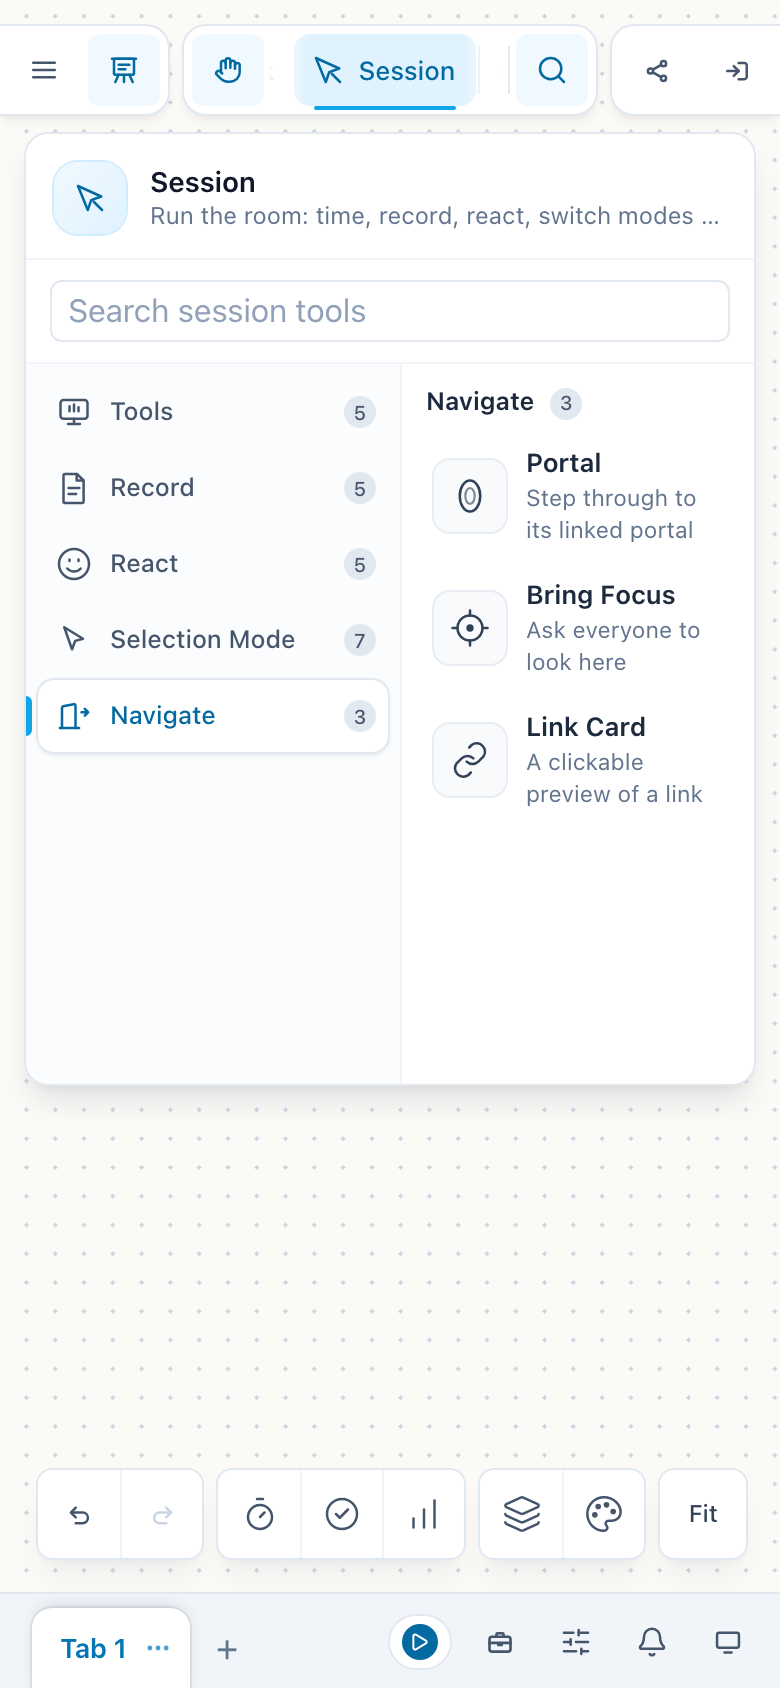 Session
Session
Run the room: time, record, react, switch modes ...
Search session tools
Tools 5
Record 5
React 5
Selection Mode 7
Navigate 3
Navigate 3
Portal
Step through to
its linked portal
Bring Focus
Ask everyone to
look here
Link Card
A clickable
preview of a link
Fit
Tab 1